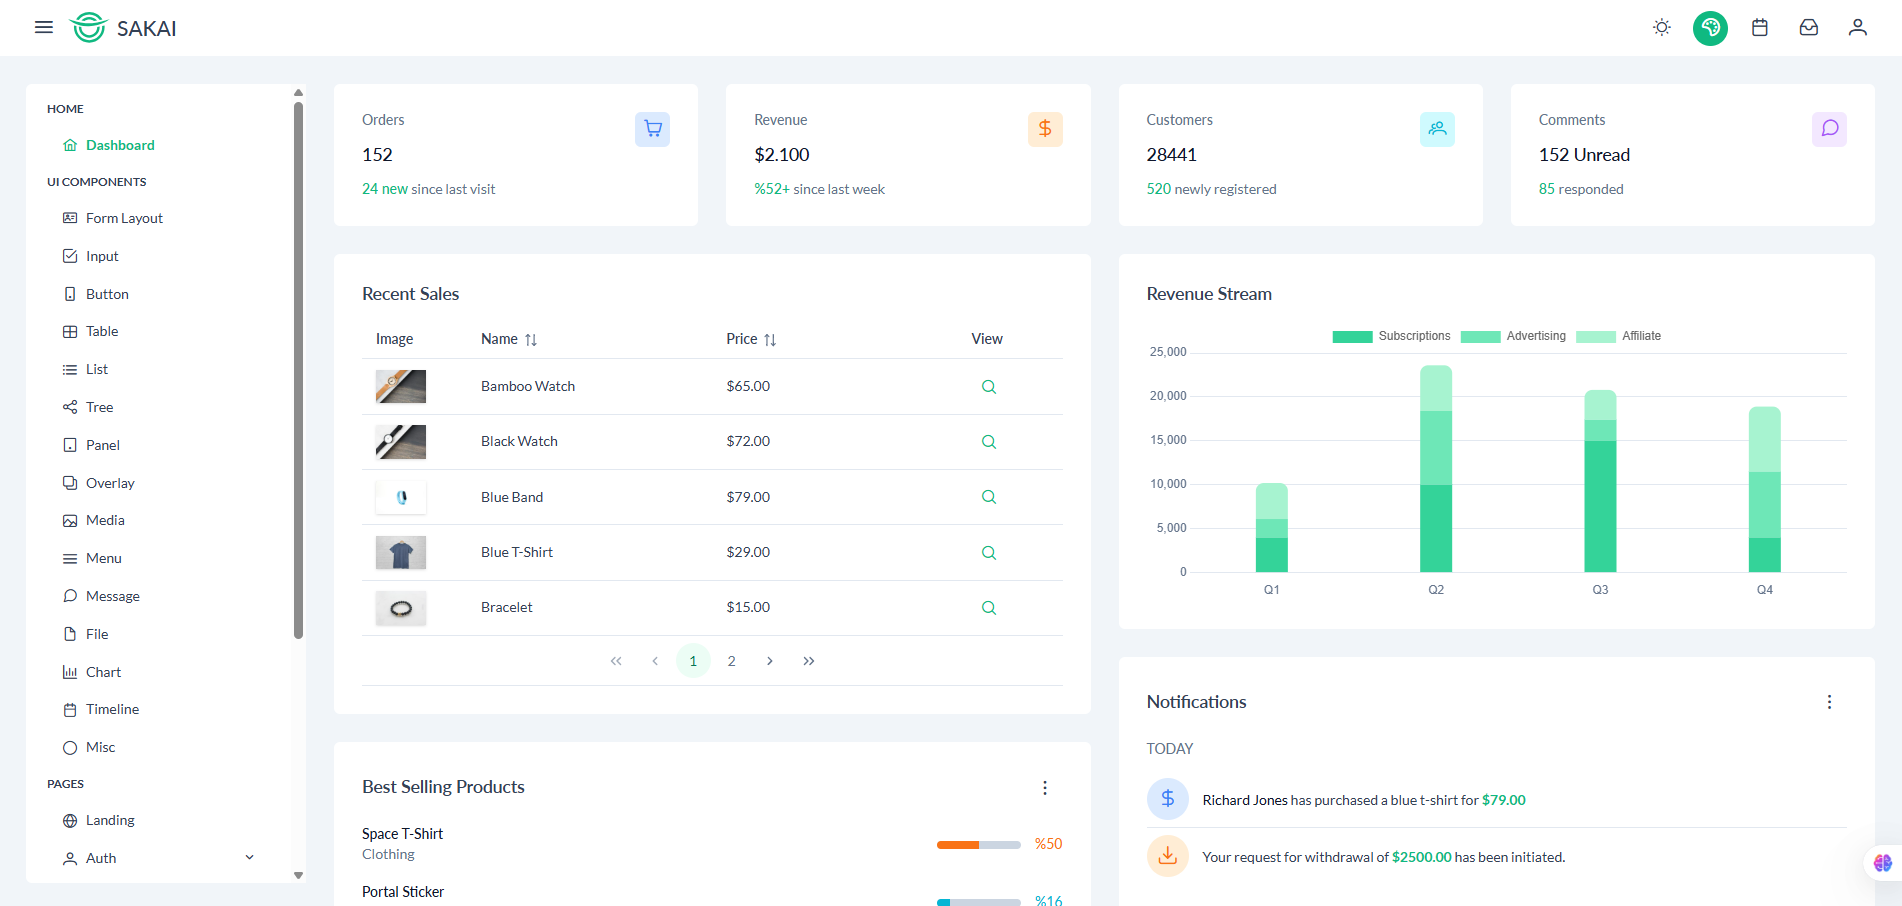 SAKAI
HOME
Dashboard
UI COMPONENTS
Form Layout
Input
Button
Table
List
Tree
Panel
Overlay
Media
Menu
Message
File
Chart
Timeline
Misc
PAGES
Landing
Auth
Orders
152
24 new since last visit
Revenue
$2.100
%52+ since last week
Customers
28441
520 newly registered
Comments
152 Unread
85 responded
Recent Sales
Image Name Price View
Bamboo Watch $65.00
Black Watch $72.00
Blue Band $79.00
Blue T-Shirt $29.00
Bracelet $15.00
1 2
Best Selling Products
Space T-Shirt
Clothing
%50
Portal Sticker
%16
Revenue Stream
Subscriptions Advertising Affiliate
25,000
20,000
15,000
10,000
5,000
0
Q1 Q2 Q3 Q4
Notifications
TODAY
Richard Jones has purchased a blue t-shirt for $79.00
Your request for withdrawal of $2500.00 has been initiated.